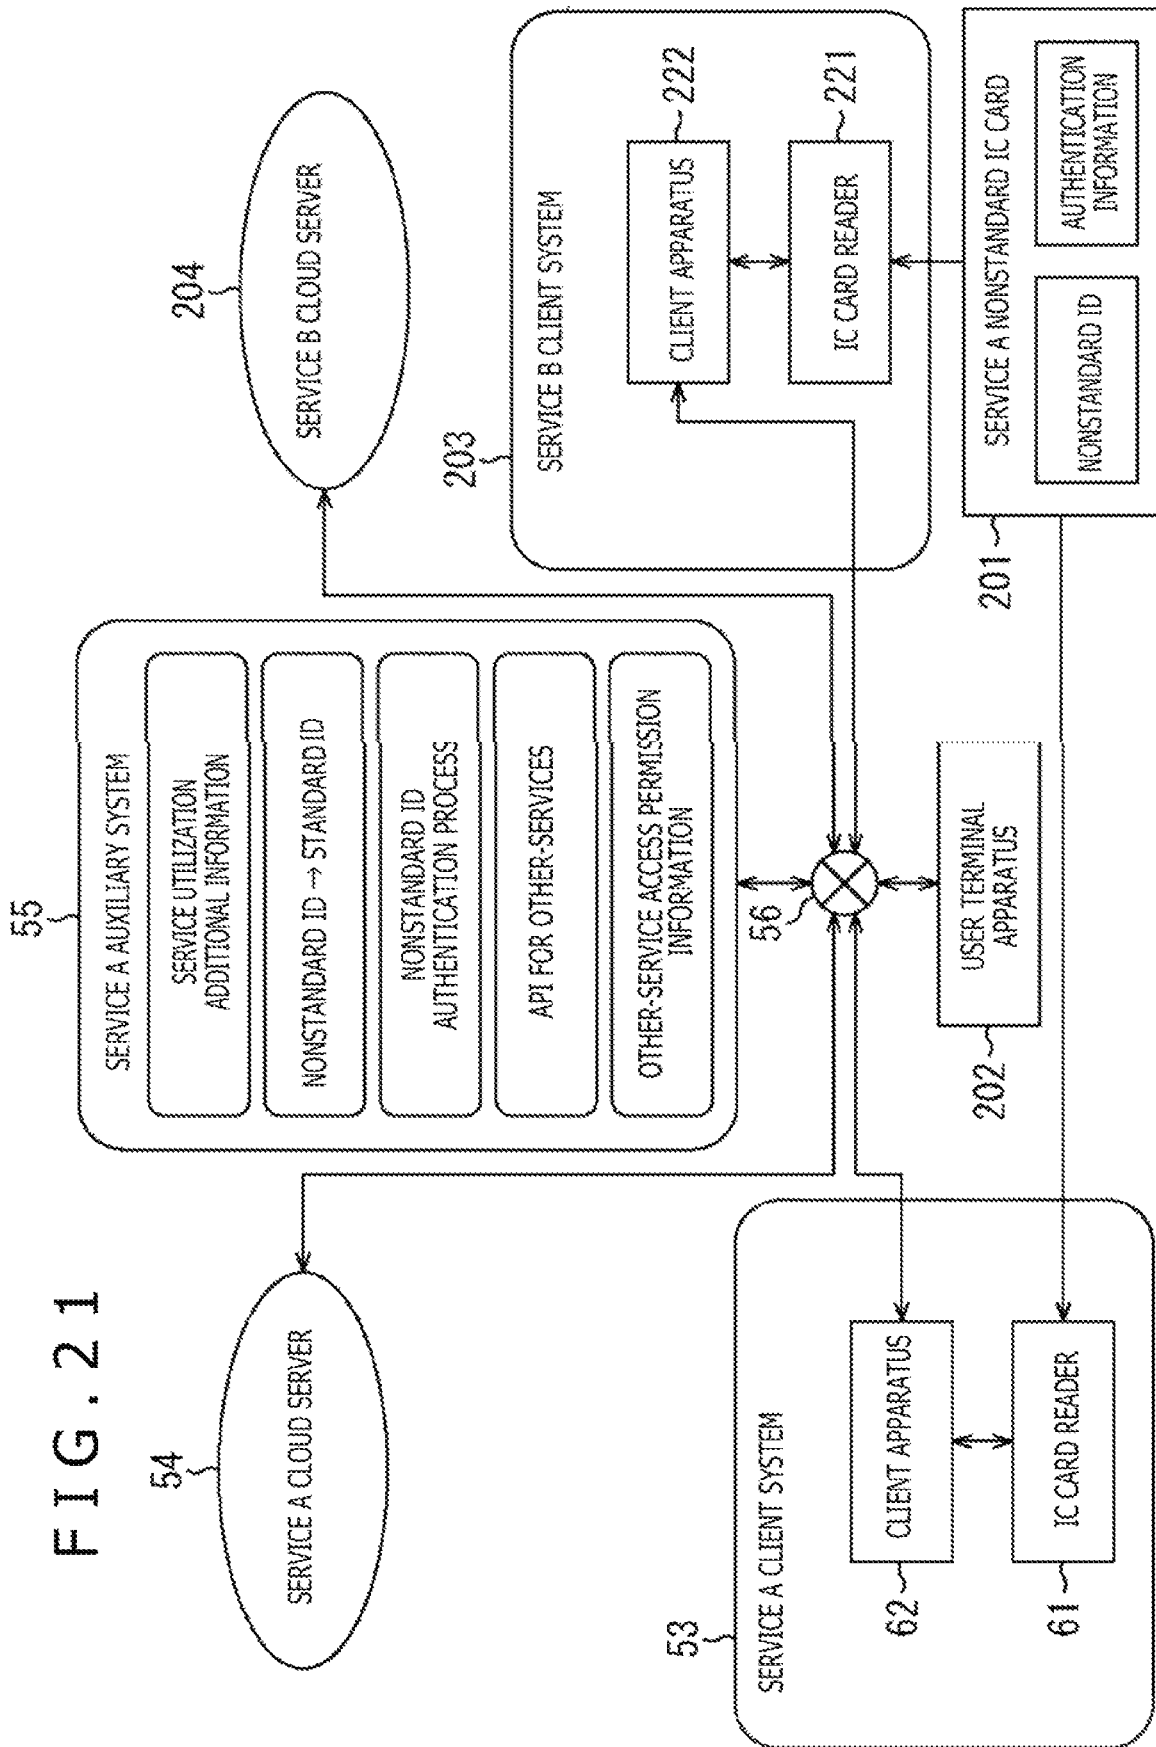 FIG.21
54
SERVICE A CLOUD SERVER
55
SERVICE A AUXILIARY SYSTEM
SERVICE UTILIZATION
ADDITIONAL INFORMATION
NONSTANDARD ID → STANDARD ID
NONSTANDARD ID
AUTHENTICATION PROCESS
API FOR OTHER-SERVICES
OTHER-SERVICE ACCESS PERMISSION
INFORMATION
204
SERVICE B CLOUD SERVER
53
SERVICE A CLIENT SYSTEM
62
CLIENT APPARATUS
61
IC CARD READER
56
202
USER TERMINAL
APPARATUS
203
SERVICE B CLIENT SYSTEM
CLIENT APPARATUS
222
IC CARD READER
221
201
SERVICE A NONSTANDARD IC CARD
NONSTANDARD ID
AUTHENTICATION
INFORMATION